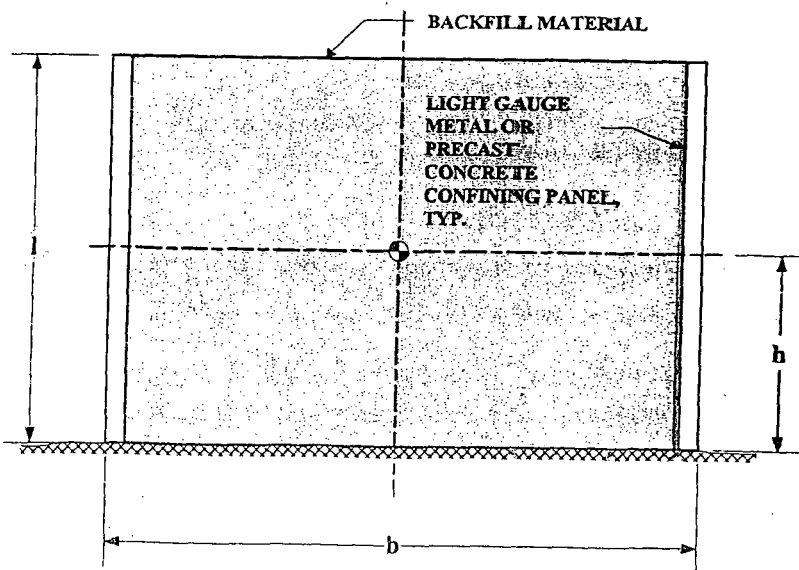 BACKFILL MATERIAL
LIGHT GAUGE
METAL OR
PRECAST
CONCRETE
CONFINING PANEL,
TYP.
l
h
b